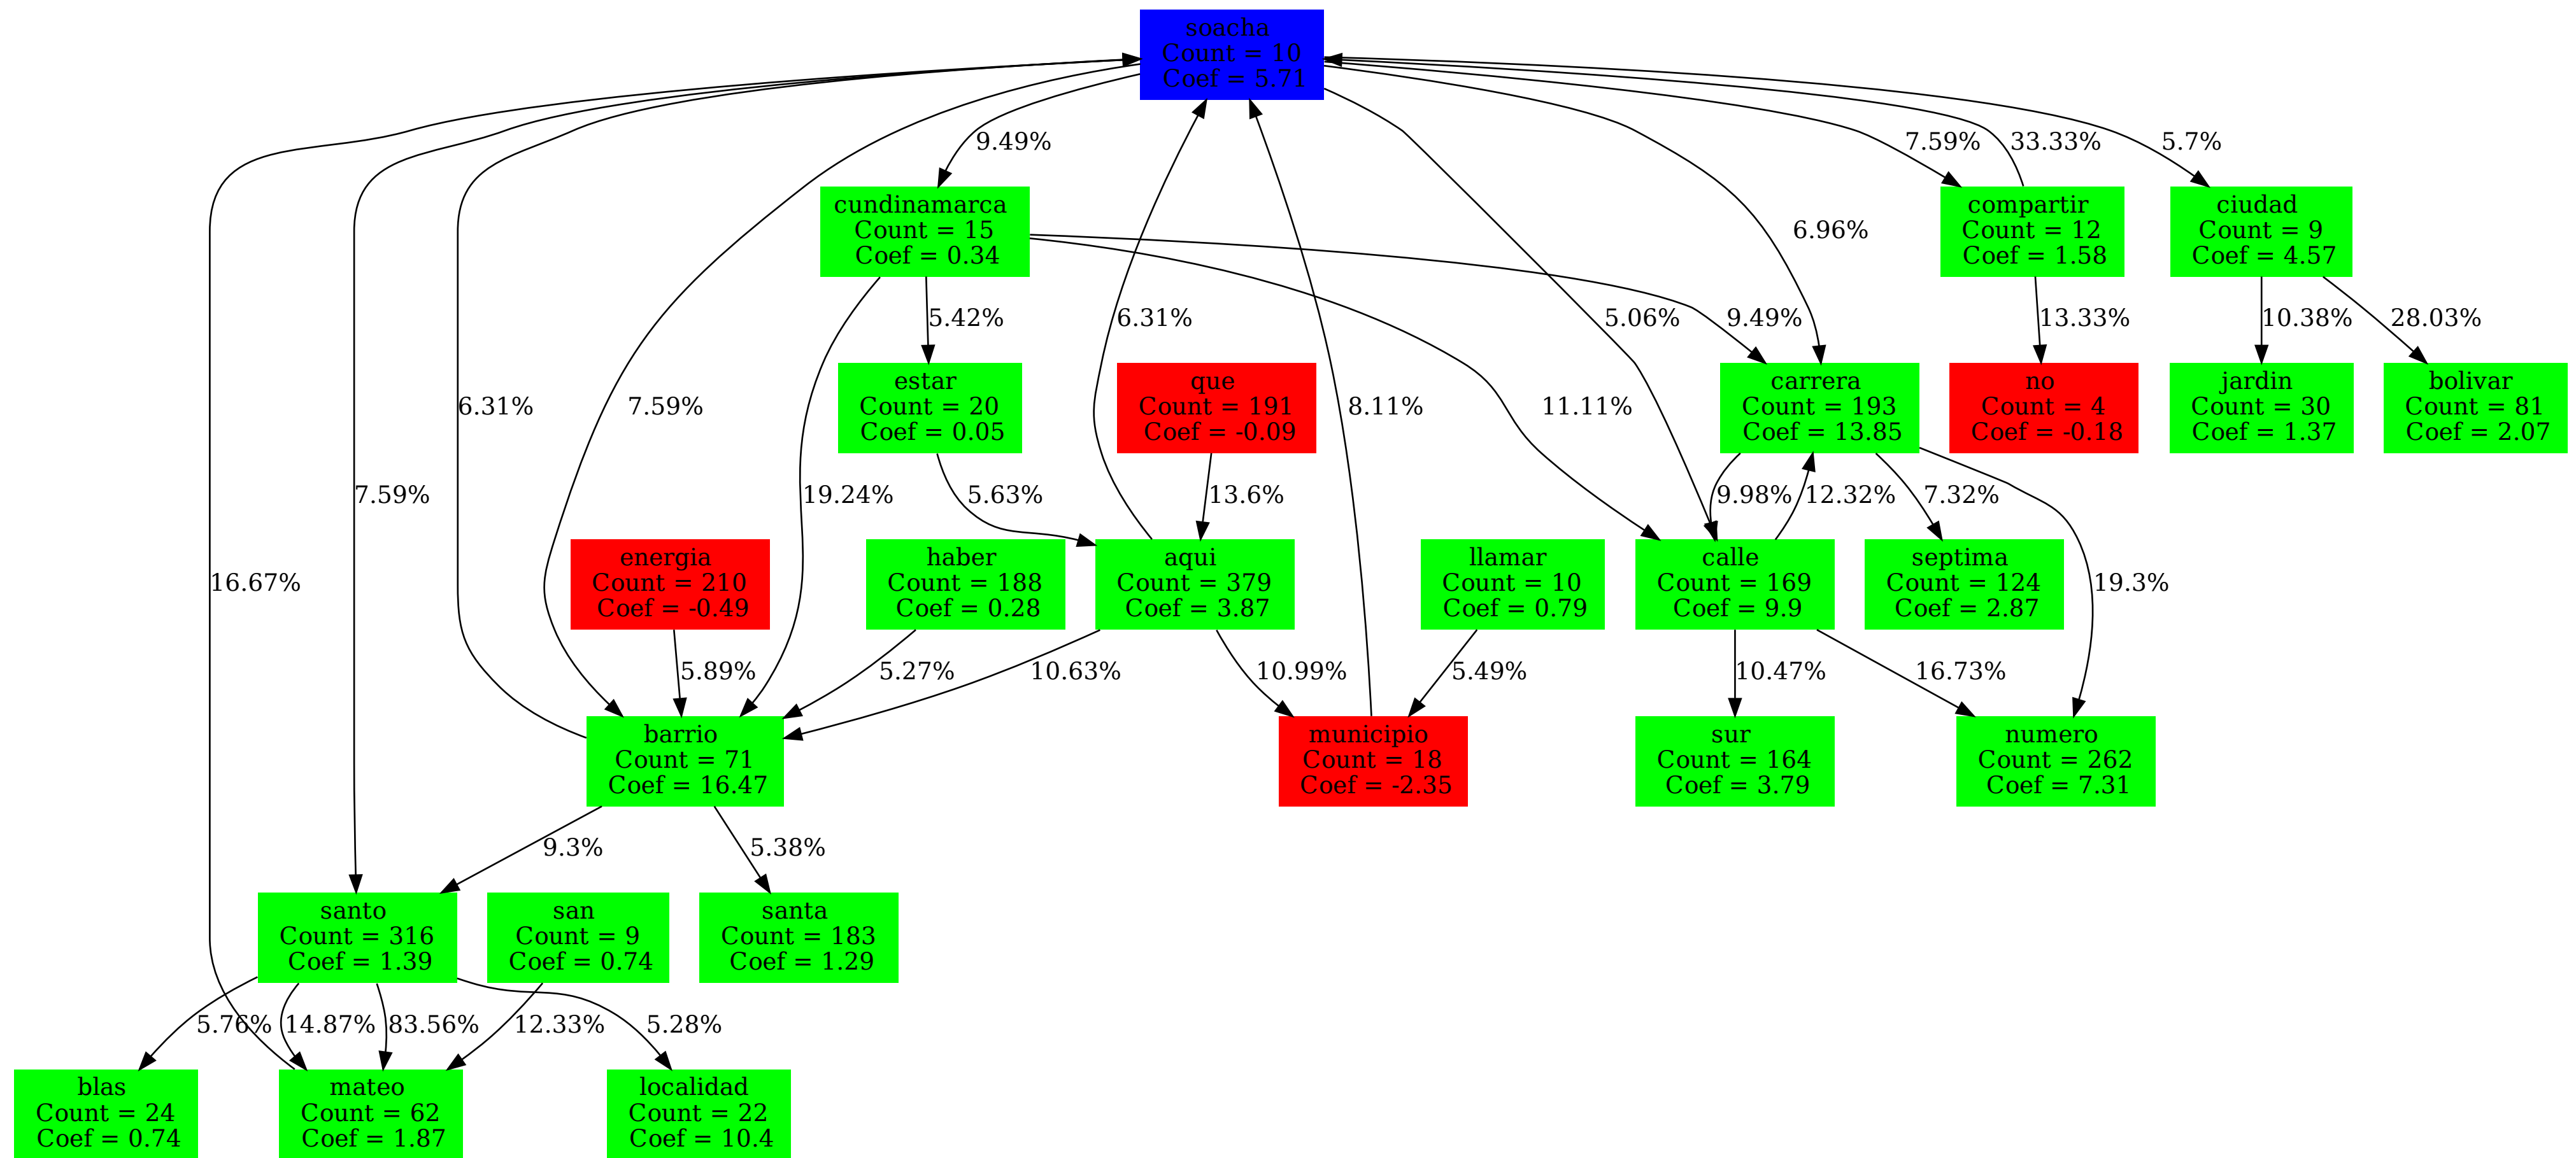 soacha
Count = 10
Coef = 5.71
9.49%
7.59%
33.33%
5.7%
cundinamarca
Count = 15
Coef = 0.34
6.96%
compartir
Count = 12
Coef = 1.58
ciudad
Count = 9
Coef = 4.57
5.42%
6.31%
5.06%
9.49%
13.33%
10.38%
28.03%
6.31%
7.59%
estar
Count = 20
Coef = 0.05
que
Count = 191
Coef = -0.09
8.11%
11.11%
carrera
Count = 193
Coef = 13.85
no
Count = 4
Coef = -0.18
jardin
Count = 30
Coef = 1.37
bolivar
Count = 81
Coef = 2.07
7.59%
19.24%
5.63%
13.6%
9.98%
12.32%
7.32%
16.67%
energia
Count = 210
Coef = -0.49
haber
Count = 188
Coef = 0.28
aqui
Count = 379
Coef = 3.87
llamar
Count = 10
Coef = 0.79
calle
Count = 169
Coef = 9.9
septima
Count = 124
Coef = 2.87
19.3%
5.89%
5.27%
10.63%
10.99%
5.49%
10.47%
16.73%
barrio
Count = 71
Coef = 16.47
municipio
Count = 18
Coef = -2.35
sur
Count = 164
Coef = 3.79
numero
Count = 262
Coef = 7.31
9.3%
5.38%
santo
Count = 316
Coef = 1.39
san
Count = 9
Coef = 0.74
santa
Count = 183
Coef = 1.29
5.76%
14.87%
83.56%
12.33%
5.28%
blas
Count = 24
Coef = 0.74
mateo
Count = 62
Coef = 1.87
localidad
Count = 22
Coef = 10.4